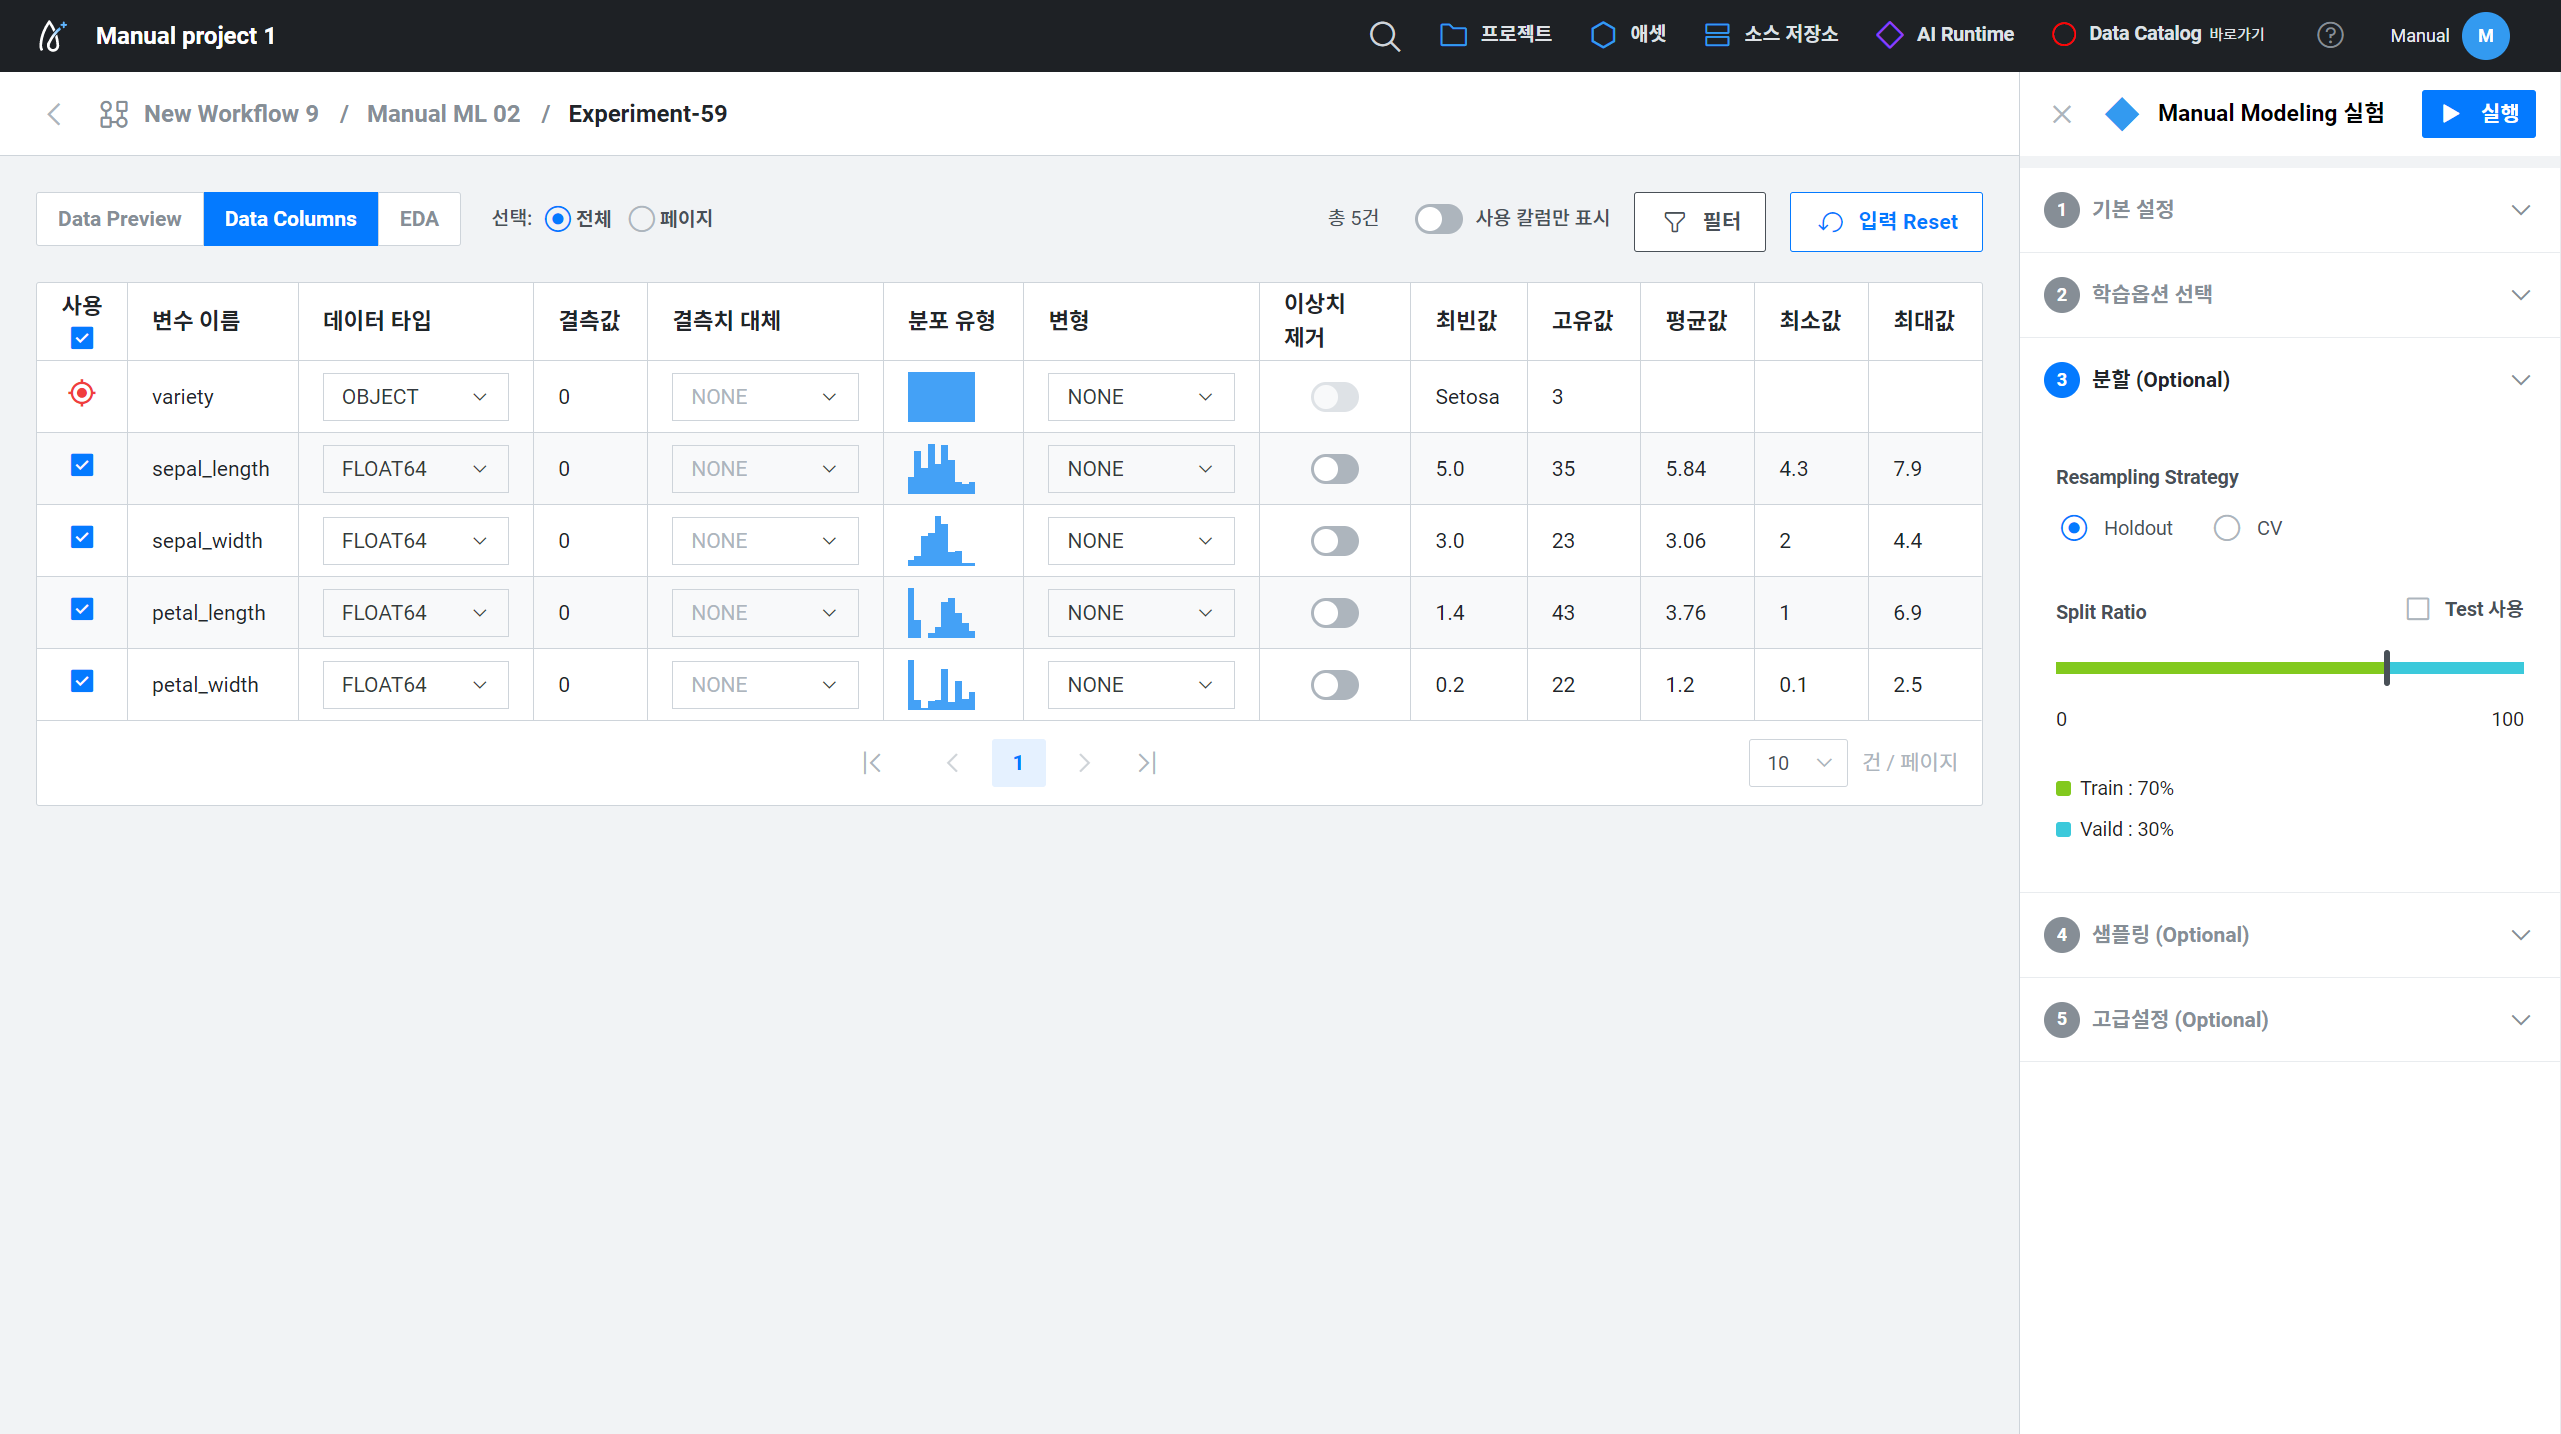 Manual project 1
프로젝트 애셋 소스 저장소 AI Runtime Data Catalog 바로가기 ? Manual M
New Workflow 9 / Manual ML 02 / Experiment-59
Manual Modeling 실험 실행
Data Preview Data Columns EDA 선택: 전체 페이지 총 5건 사용 칼럼만 표시 필터 입력 Reset
사용 변수 이름 데이터 타입 결측값 결측치 대체 분포 유형 변형 이상치 제거 최빈값 고유값 평균값 최소값 최대값
variety OBJECT 0 NONE NONE Setosa 3
sepal_length FLOAT64 0 NONE NONE 5.0 35 5.84 4.3 7.9
sepal_width FLOAT64 0 NONE NONE 3.0 23 3.06 2 4.4
petal_length FLOAT64 0 NONE NONE 1.4 43 3.76 1 6.9
petal_width FLOAT64 0 NONE NONE 0.2 22 1.2 0.1 2.5
1 10 건 / 페이지
1 기본 설정
2 학습옵션 선택
3 분할 (Optional)
Resampling Strategy
Holdout CV
Split Ratio Test 사용
0 100
Train : 70%
Vaild : 30%
4 샘플링 (Optional)
5 고급설정 (Optional)